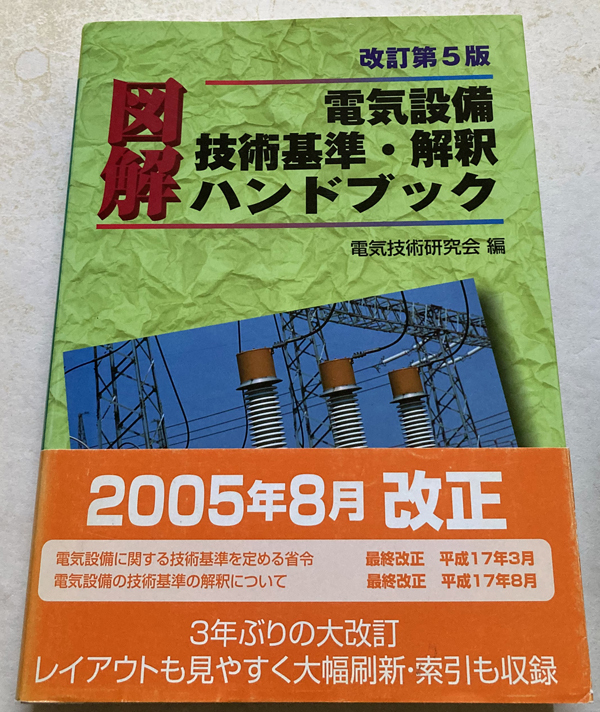 改訂第5版
図解
電気設備
技術基準・解釈
ハンドブック
電気技術研究会 編
2005年8月 改正
電気設備に関する技術基準を定める省令 最終改正 平成17年3月
電気設備の技術基準の解釈について 最終改正 平成17年8月
3年ぶりの大改訂
レイアウトも見やすく大幅刷新・索引も収録